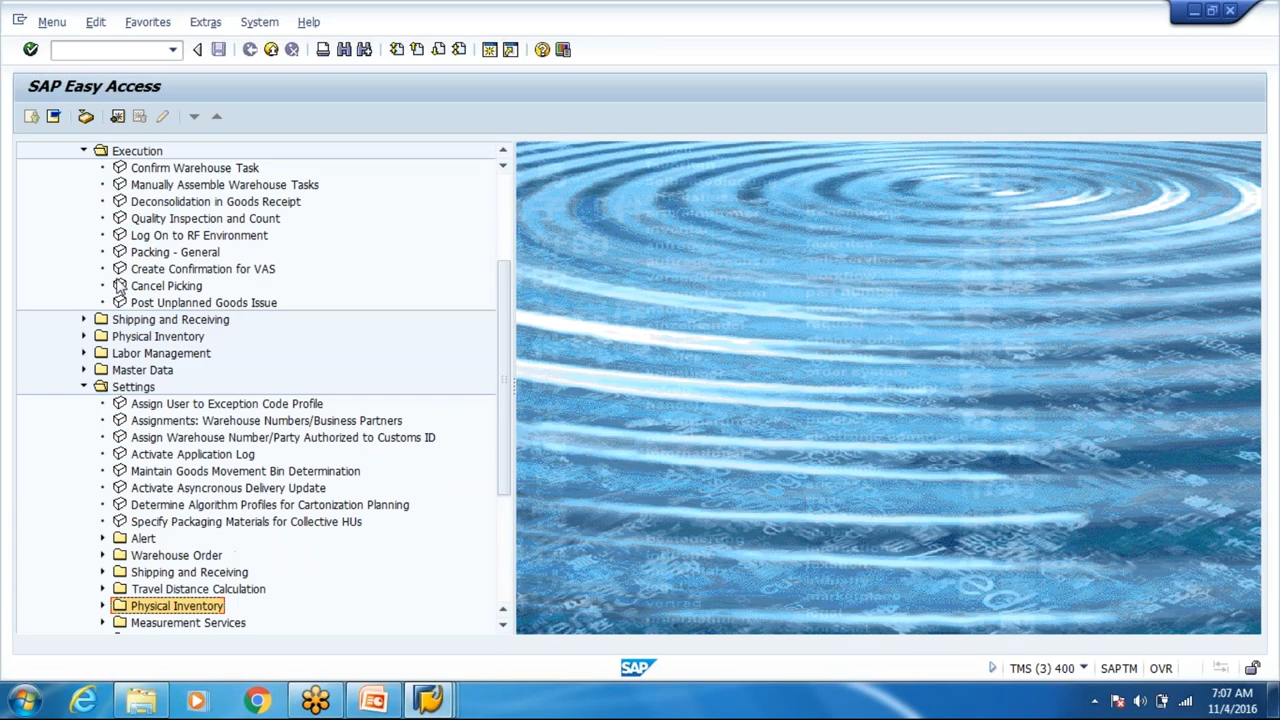 Menu Edit Favorites Extras System Help
SAP Easy Access
Execution
Confirm Warehouse Task
Manually Assemble Warehouse Tasks
Deconsolidation in Goods Receipt
Quality Inspection and Count
Log On to RF Environment
Packing - General
Create Confirmation for VAS
Cancel Picking
Post Unplanned Goods Issue
Shipping and Receiving
Physical Inventory
Labor Management
Master Data
Settings
Assign User to Exception Code Profile
Assignments: Warehouse Numbers/Business Partners
Assign Warehouse Number/Party Authorized to Customs ID
Activate Application Log
Maintain Goods Movement Bin Determination
Activate Asyncronous Delivery Update
Determine Algorithm Profiles for Cartonization Planning
Specify Packaging Materials for Collective HUs
Alert
Warehouse Order
Shipping and Receiving
Travel Distance Calculation
Physical Inventory
Measurement Services
SAP
TMS (3) 400 SAPTM OVR
7:07 AM
11/4/2016